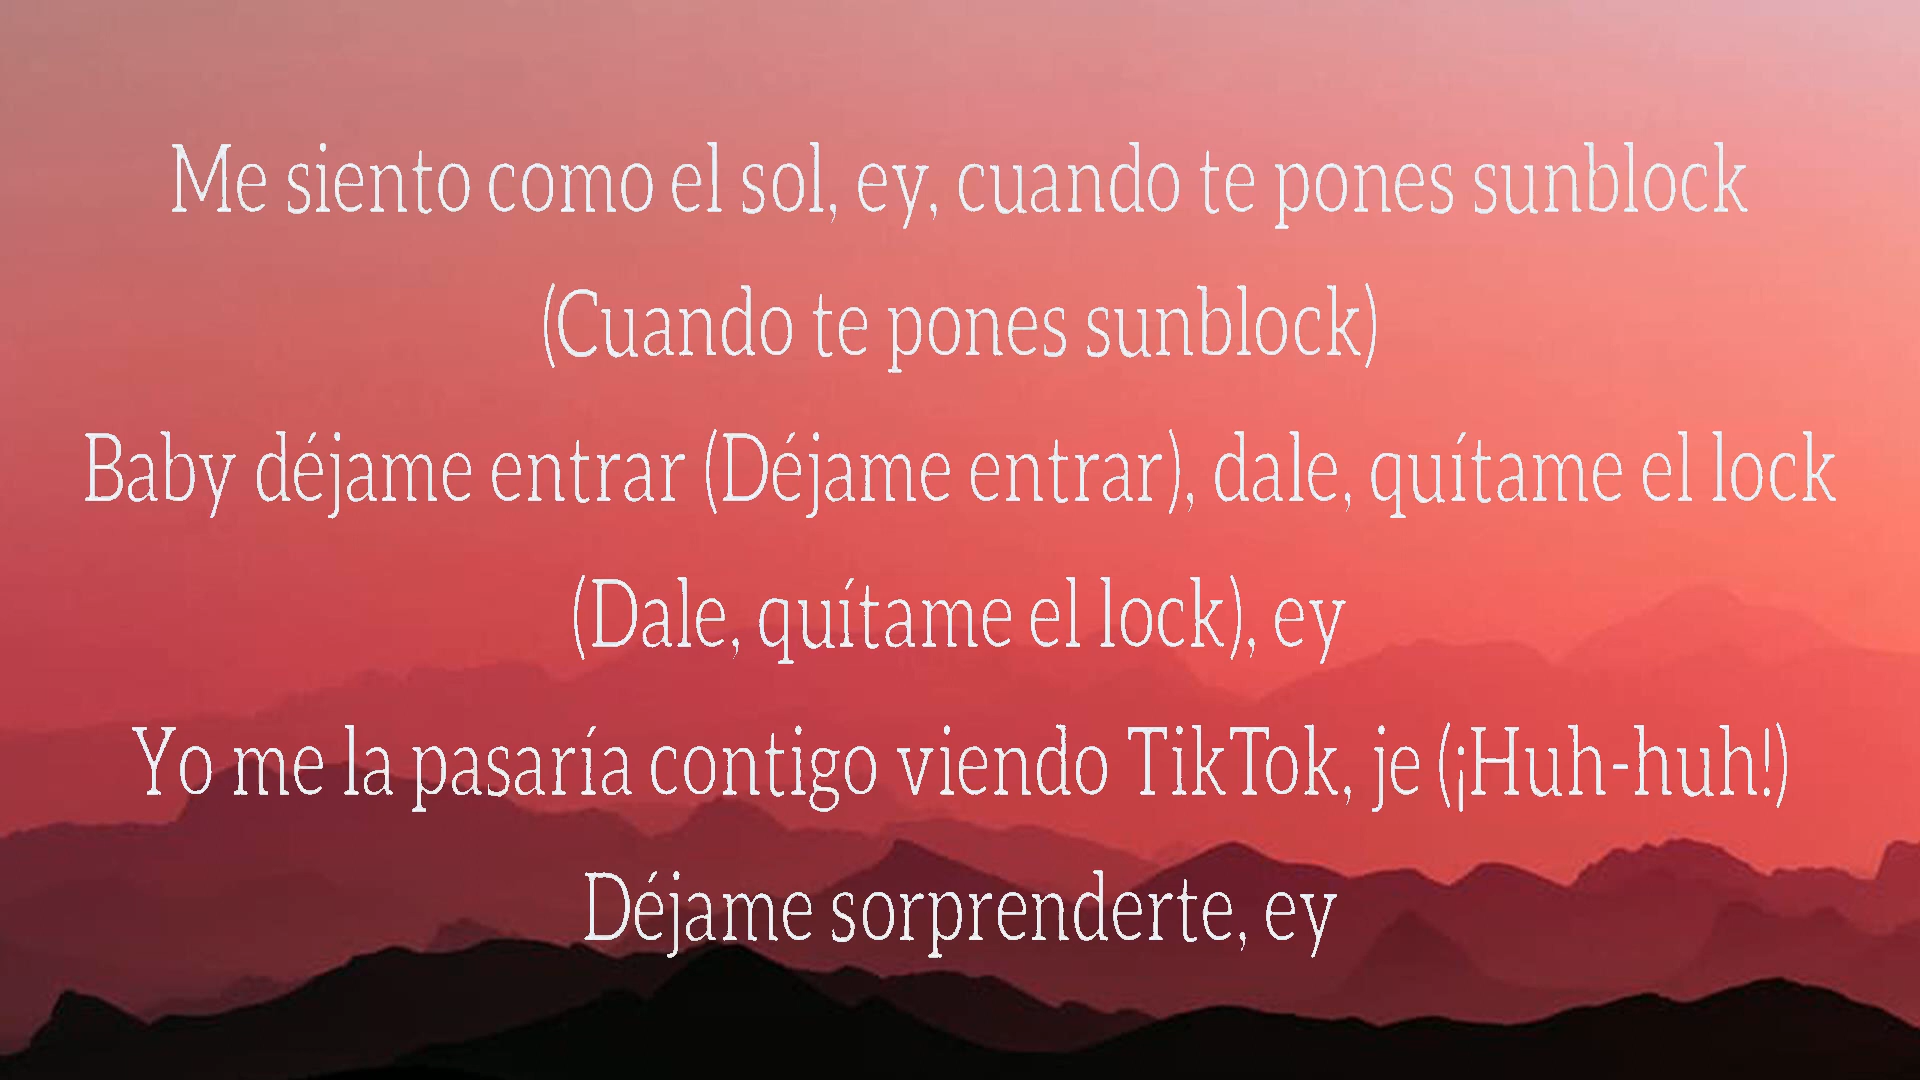 Me siento como el sol, ey, cuando te pones sunblock
(Cuando te pones sunblock)
Baby déjame entrar (Déjame entrar), dale, quítame el lock
(Dale, quítame el lock), ey
Yo me la pasaría contigo viendo TikTok, je (¡Huh-huh!)
Déjame sorprenderte, ey